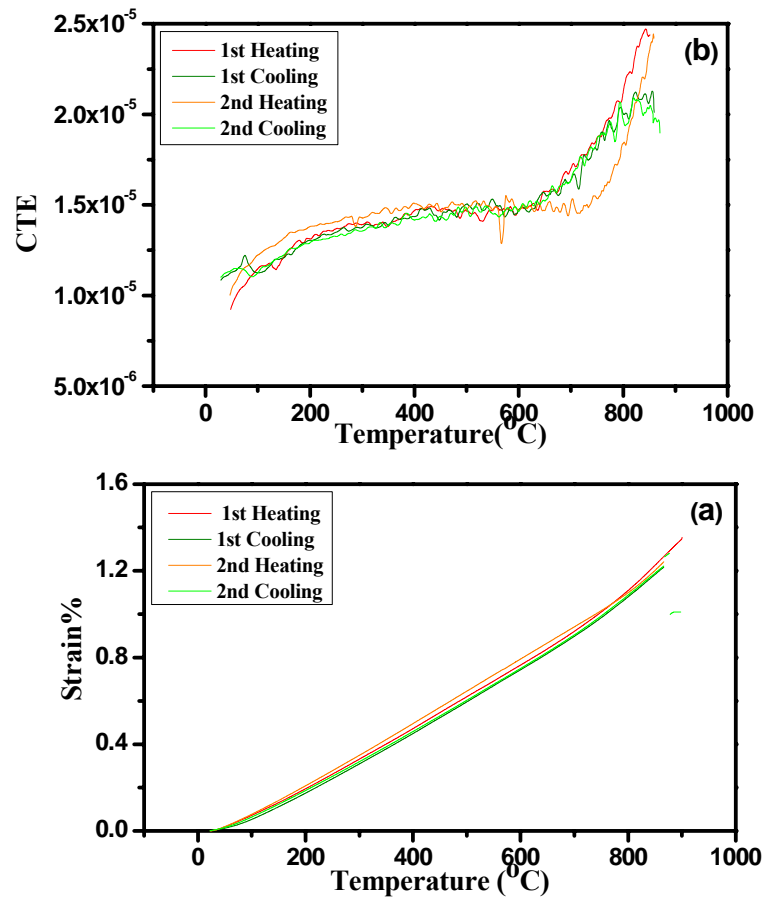 2.5x10-5
2.0x10-5
1.5x10-5
1.0x10-5
5.0x10-6
CTE
1st Heating
1st Cooling
2nd Heating
2nd Cooling
(b)
0 200 400 600 800 1000
Temperature(°C)
1.6
1.2
0.8
0.4
0.0
Strain%
1st Heating
1st Cooling
2nd Heating
2nd Cooling
(a)
0 200 400 600 800 1000
Temperature (°C)